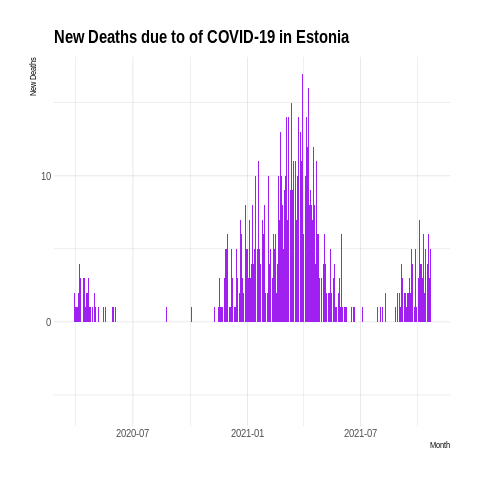 New Deaths due to of COVID-19 in Estonia
New Deaths
10
0
2020-07 2021-01 2021-07
Month